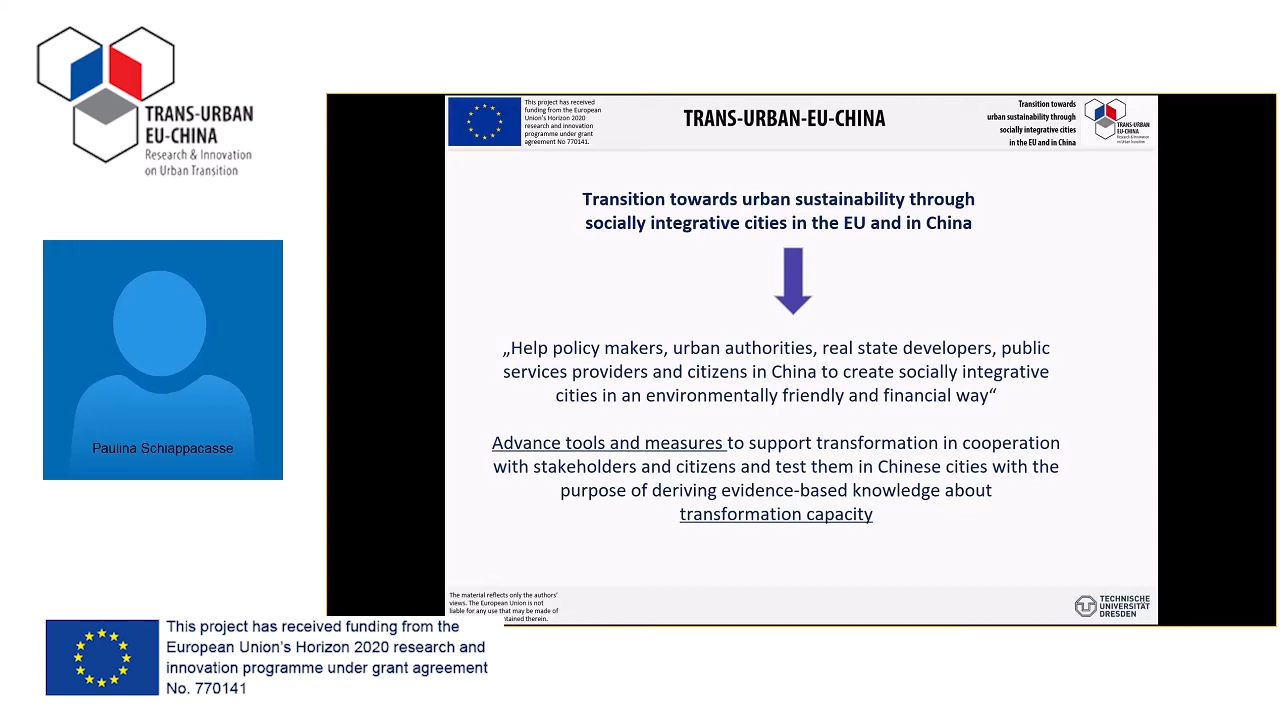 TRANS-URBAN
EU-CHINA
Research & Innovation
on Urban Transition
Paulina Schiappacasse
This project has received
funding from the European
Union's Horizon 2020
research and innovation
programme under grant
agreement No 770141.
TRANS-URBAN-EU-CHINA
Transition towards
urban sustainability through
socially integrative cities
in the EU and in China
TRANS-URBAN
EU-CHINA
Research & Innovation
on Urban Transition
Transition towards urban sustainability through
socially integrative cities in the EU and in China
„Help policy makers, urban authorities, real state developers, public
services providers and citizens in China to create socially integrative
cities in an environmentally friendly and financial way“
Advance tools and measures to support transformation in cooperation
with stakeholders and citizens and test them in Chinese cities with the
purpose of deriving evidence-based knowledge about
transformation capacity
The material reflects only the authors'
views. The European Union is not
liable for any use that may be made of
tained therein.
TECHNISCHE
UNIVERSITÄT
DRESDEN
This project has received funding from the
European Union's Horizon 2020 research and
innovation programme under grant agreement
No. 770141